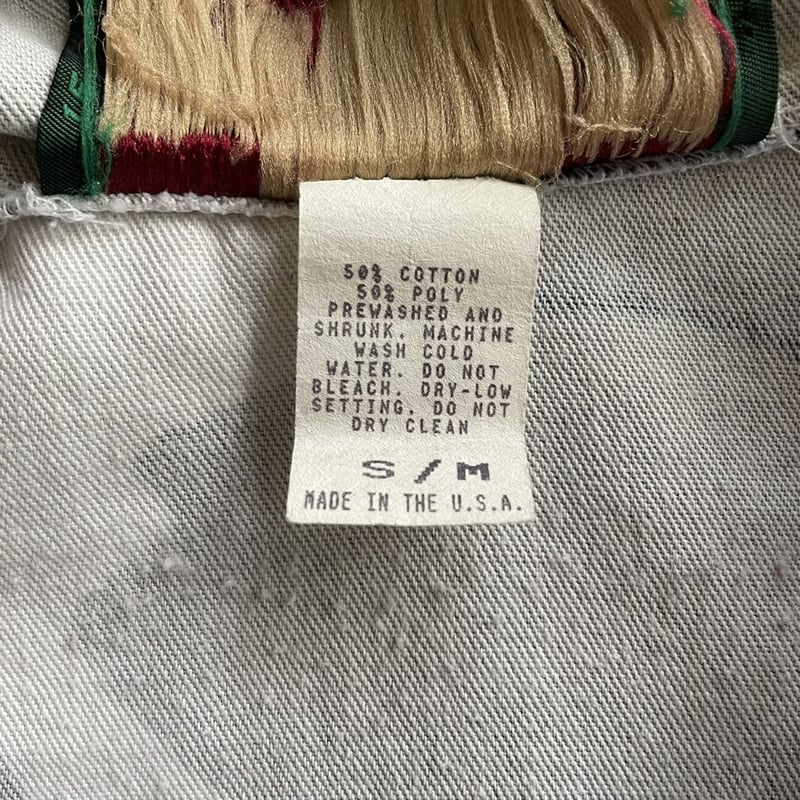 50% COTTON
50% POLY
PREWASHED AND
SHRUNK. MACHINE
WASH COLD
WATER. DO NOT
BLEACH. DRY-LOW
SETTING. DO NOT
DRY CLEAN
S/M
MADE IN THE U.S.A.